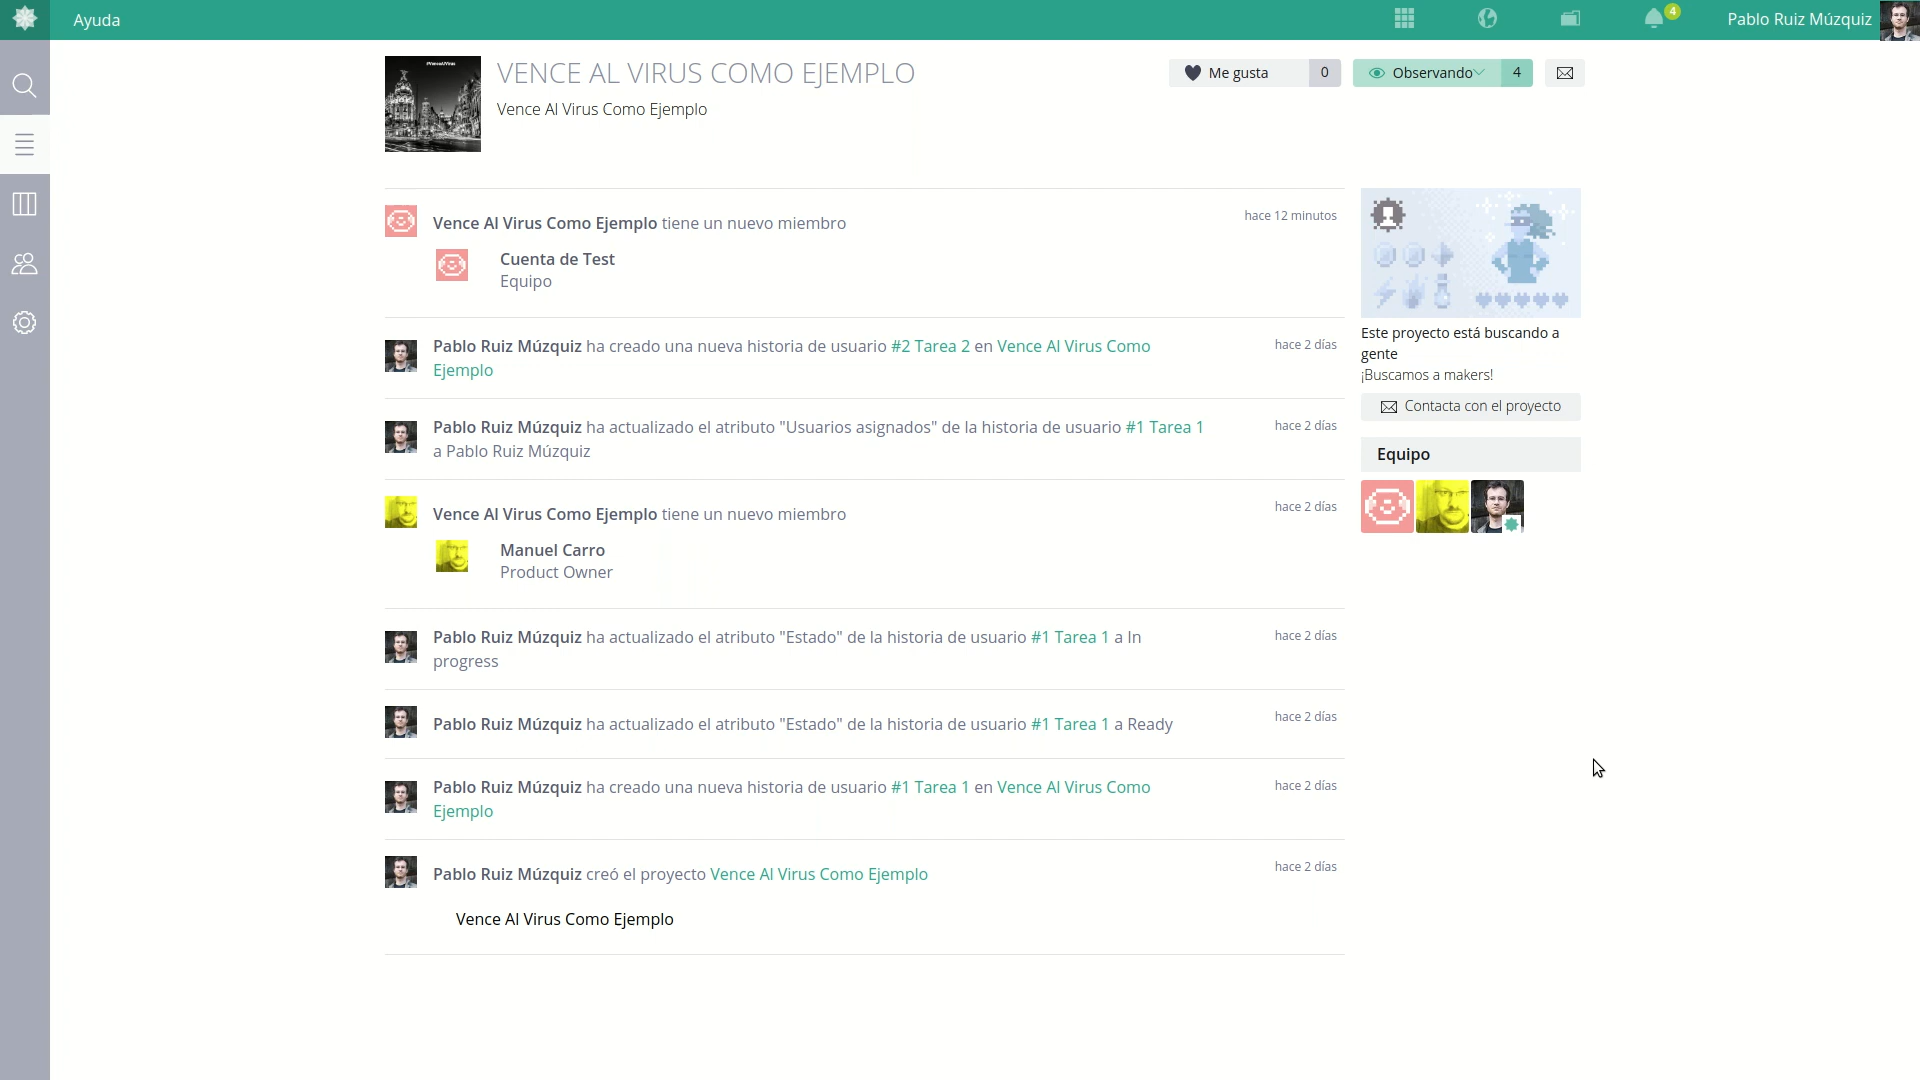 Ayuda
4
Pablo Ruiz Múzquiz
#VenceAlVirus
VENCE AL VIRUS COMO EJEMPLO
Vence Al Virus Como Ejemplo
Me gusta 0
Observando 4
Vence Al Virus Como Ejemplo tiene un nuevo miembro
hace 12 minutos
Cuenta de Test
Equipo
Pablo Ruiz Múzquiz ha creado una nueva historia de usuario #2 Tarea 2 en Vence Al Virus Como
Ejemplo
hace 2 días
Pablo Ruiz Múzquiz ha actualizado el atributo "Usuarios asignados" de la historia de usuario #1 Tarea 1
a Pablo Ruiz Múzquiz
hace 2 días
Vence Al Virus Como Ejemplo tiene un nuevo miembro
hace 2 días
Manuel Carro
Product Owner
Pablo Ruiz Múzquiz ha actualizado el atributo "Estado" de la historia de usuario #1 Tarea 1 a In
progress
hace 2 días
Pablo Ruiz Múzquiz ha actualizado el atributo "Estado" de la historia de usuario #1 Tarea 1 a Ready
hace 2 días
Pablo Ruiz Múzquiz ha creado una nueva historia de usuario #1 Tarea 1 en Vence Al Virus Como
Ejemplo
hace 2 días
Pablo Ruiz Múzquiz creó el proyecto Vence Al Virus Como Ejemplo
hace 2 días
Vence Al Virus Como Ejemplo
Este proyecto está buscando a
gente
¡Buscamos a makers!
Contacta con el proyecto
Equipo